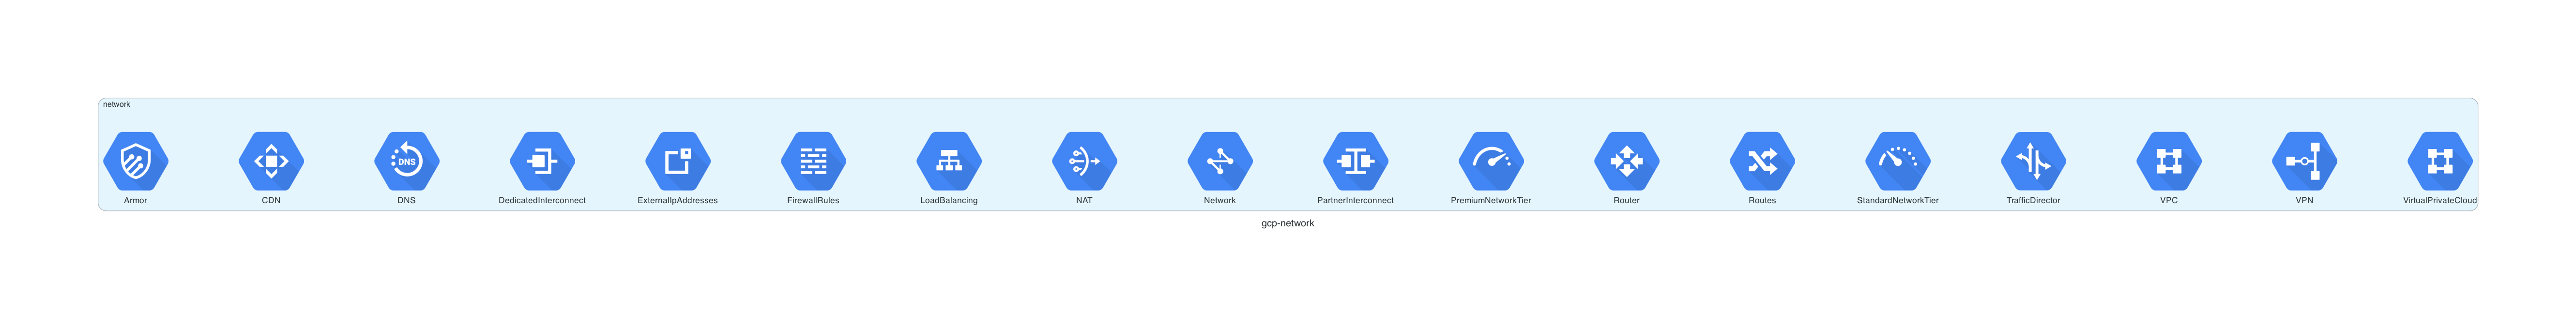 network
DNS
Armor
CDN
DNS
DedicatedInterconnect
ExternalIpAddresses
FirewallRules
LoadBalancing
NAT
Network
PartnerInterconnect
PremiumNetworkTier
Router
Routes
StandardNetworkTier
TrafficDirector
VPC
VPN
VirtualPrivateCloud
gcp-network